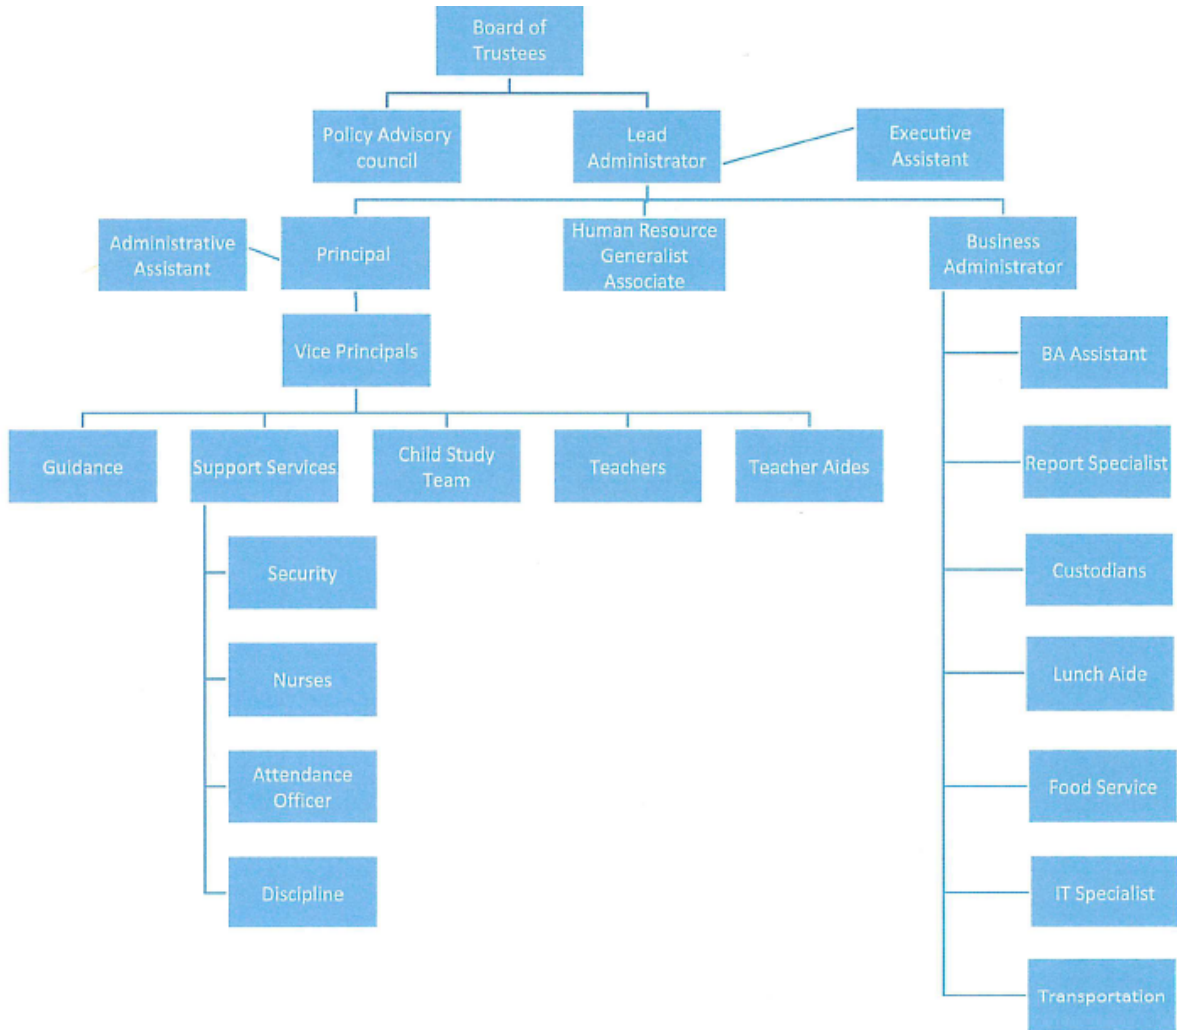 Board of
Trustees
Policy Advisory
council
Lead
Administrator
Executive
Assistant
Administrative
Assistant
Principal
Human Resource
Generalist
Associate
Business
Administrator
Vice Principals
BA Assistant
Guidance
Support Services
Child Study
Team
Teachers
Teacher Aides
Report Specialist
Security
Custodians
Nurses
Lunch Aide
Attendance
Officer
Food Service
Discipline
IT Specialist
Transportation